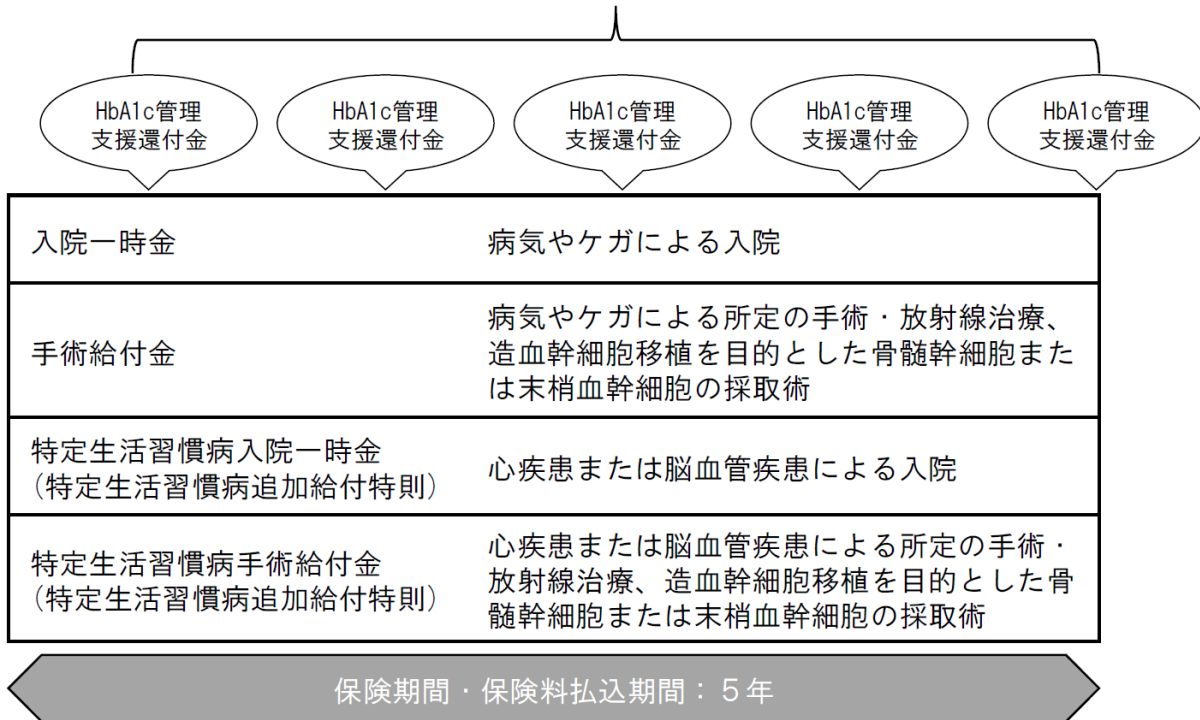 HbA1c管理
支援還付金
HbA1c管理
支援還付金
HbA1c管理
支援還付金
HbA1c管理
支援還付金
HbA1c管理
支援還付金
入院一時金
病気やケガによる入院
手術給付金
病気やケガによる所定の手術・放射線治療、
造血幹細胞移植を目的とした骨髄幹細胞また
は末梢血幹細胞の採取術
特定生活習慣病入院一時金
(特定生活習慣病追加給付特則)
心疾患または脳血管疾患による入院
特定生活習慣病手術給付金
(特定生活習慣病追加給付特則)
心疾患または脳血管疾患による所定の手術・
放射線治療、造血幹細胞移植を目的とした骨
髄幹細胞または末梢血幹細胞の採取術
保険期間・保険料払込期間：５年